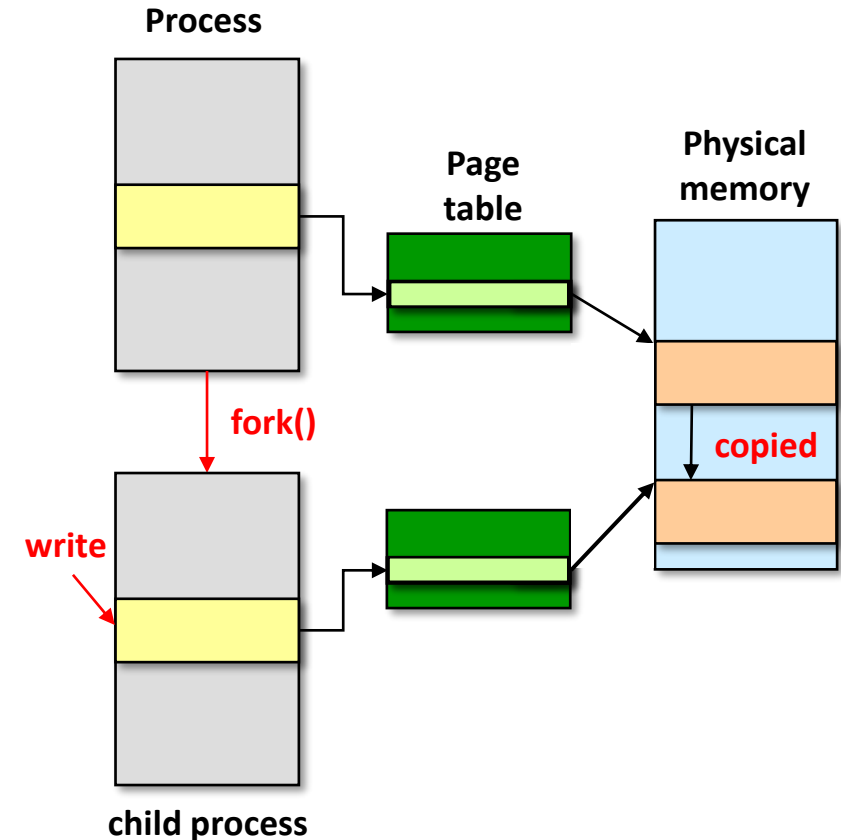 Process
Page
table
Physical
memory
fork()
copied
write
child process